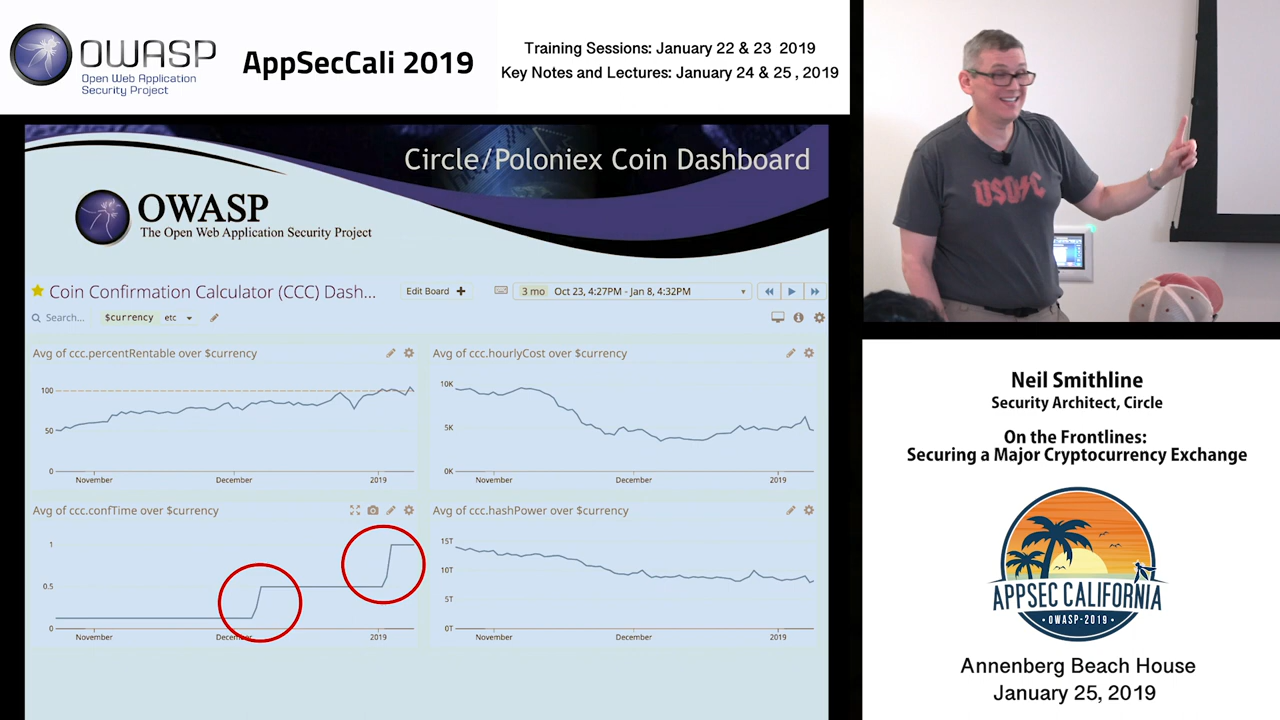 OWASP
Open Web Application
Security Project
AppSecCali 2019
Training Sessions: January 22 & 23 2019
Key Notes and Lectures: January 24 & 25 , 2019
Circle/Poloniex Coin Dashboard
OWASP
The Open Web Application Security Project
Coin Confirmation Calculator (CCC) Dash...
Edit Board +
3 mo Oct 23, 4:27PM - Jan 8, 4:32PM
Search...
$currency etc
Avg of ccc.percentRentable over $currency
100
50
0
November December 2019
Avg of ccc.hourlyCost over $currency
10K
5K
0K
November December 2019
Avg of ccc.confTime over $currency
1
0.5
0
November December 2019
Avg of ccc.hashPower over $currency
15T
10T
5T
0T
November December 2019
USD/C
Neil Smithline
Security Architect, Circle
On the Frontlines:
Securing a Major Cryptocurrency Exchange
APPSEC CALIFORNIA
• OWASP-2019 •
Annenberg Beach House
January 25, 2019